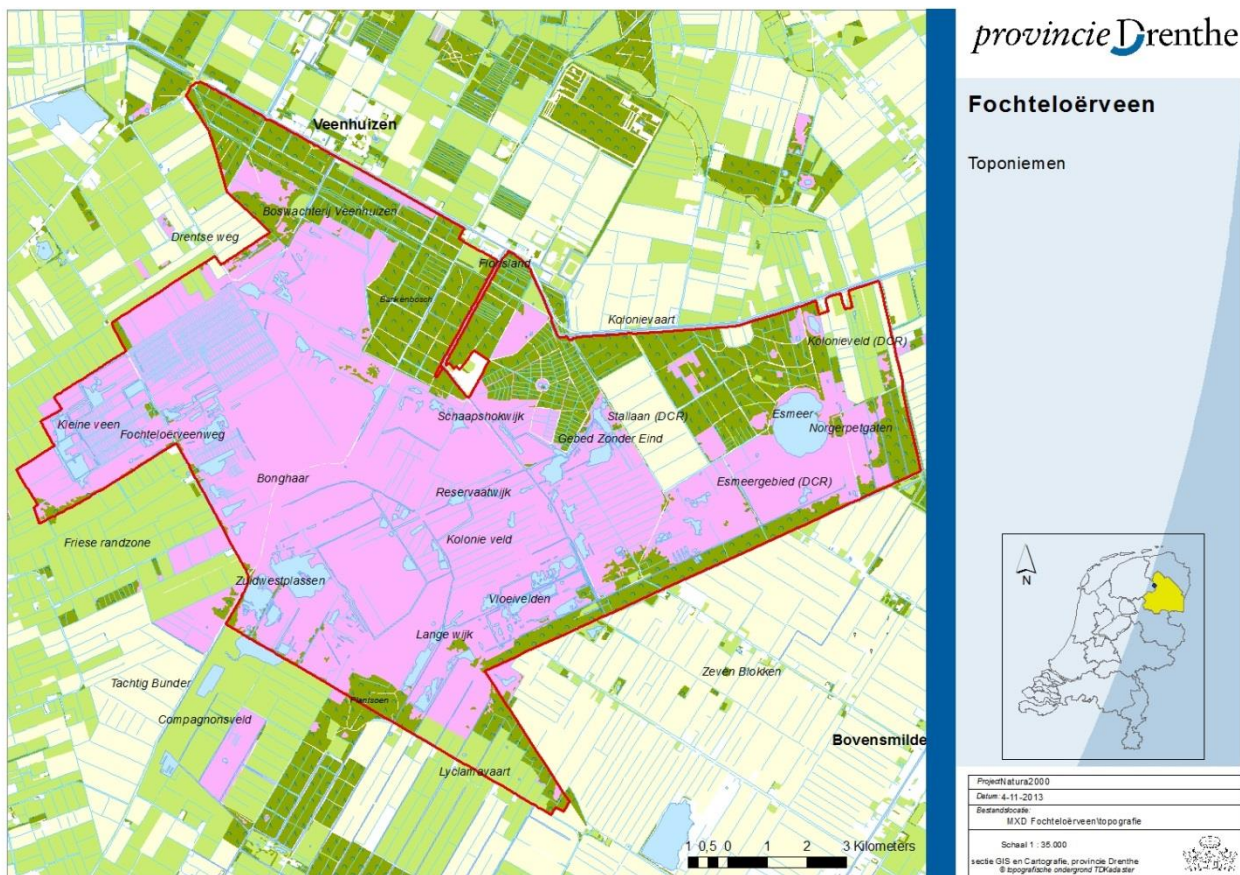 provincie Drenthe
Fochteloërveen
Toponiemen
Veenhuizen
Boswachterij Veenhuizen
Drentse weg
Florisland
Bankenbosch
Kolonievaart
Kolonieveld (DCR)
Schaapshokwijk
Stallaan (DCR)
Esmeer
Norgerpetgaten
Kleine veen
Fochteloërveenweg
Gebed Zonder Eind
Bonghaar
Reservaatwijk
Esmeergebied (DCR)
Friese randzone
Kolonie veld
Zuidwestplassen
Vloeivelden
Lange wijk
Zeven Blokken
Tachtig Bunder
Plantsoen
Compagnonsveld
Bovensmilde
Lyclamavaart
1 0,5 0 1 2 3 Kilometers
N
Project Natura2000
Datum: 4-11-2013
Bestandslocatie:
MXD Fochteloërveen\topografie
Schaal 1 : 35.000
sectie GIS en Cartografie, provincie Drenthe
© topografische ondergrond TDKadaster